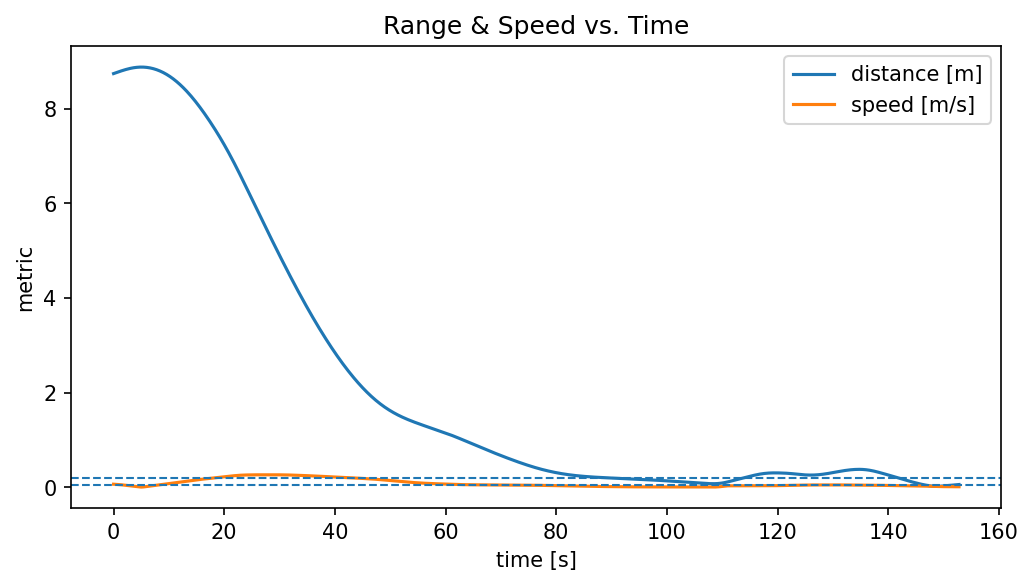 Range & Speed vs. Time
distance [m]
speed [m/s]
metric
8
6
4
2
0
0 20 40 60 80 100 120 140 160
time [s]